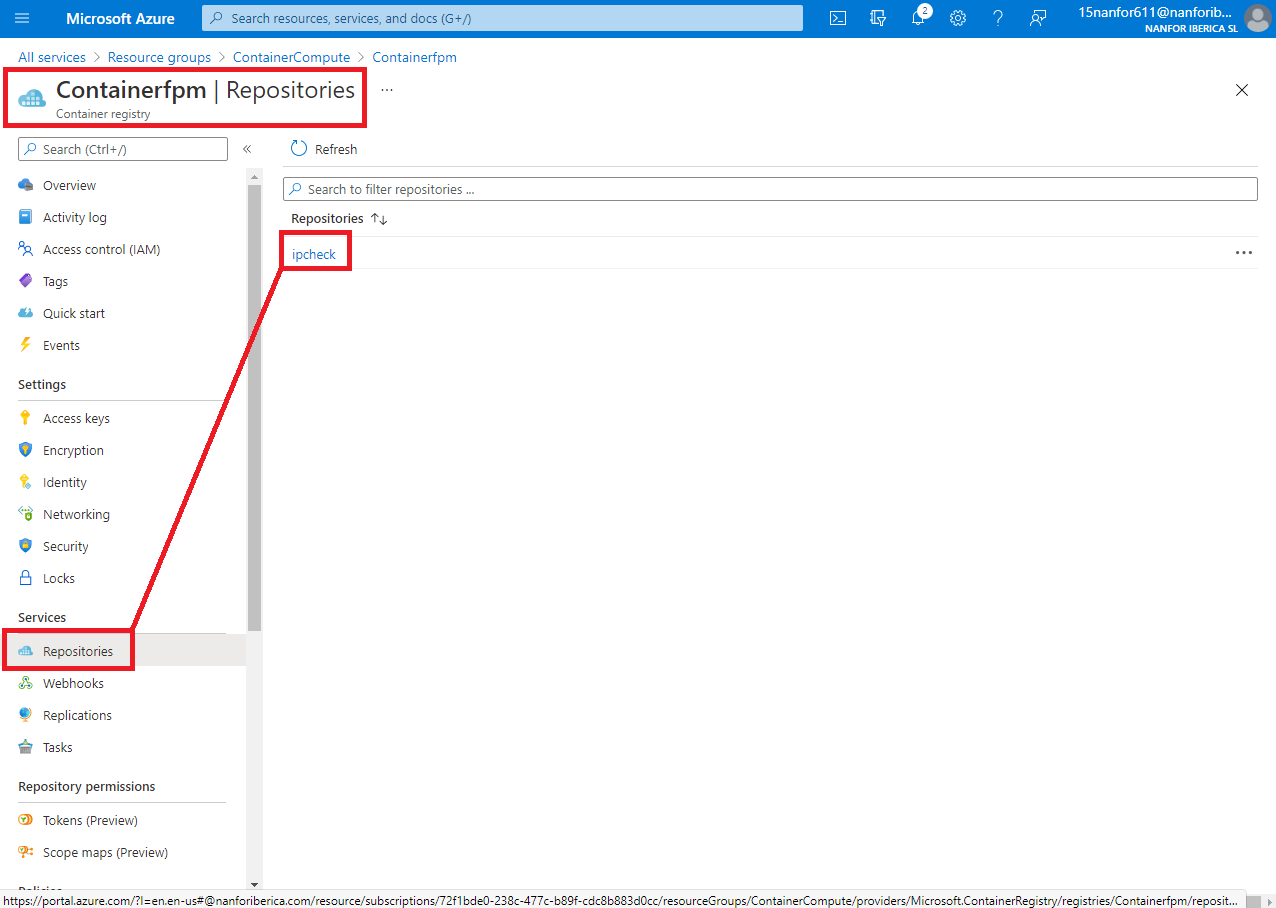 Microsoft Azure
Search resources, services, and docs (G+/)
2
15nanfor611@nanforib...
NANFOR IBERICA SL
All services > Resource groups > ContainerCompute > Containerfpm
Containerfpm | Repositories ...
Container registry
Search (Ctrl+/)
«
Refresh
Overview
Activity log
Access control (IAM)
Tags
Quick start
Events
Settings
Access keys
Encryption
Identity
Networking
Security
Locks
Services
Repositories
Webhooks
Replications
Tasks
Repository permissions
Tokens (Preview)
Scope maps (Preview)
Policies
Search to filter repositories ...
Repositories ↑↓
ipcheck
https://portal.azure.com/?l=en.en-us#@nanforiberica.com/resource/subscriptions/72f1bde0-238c-477c-b89f-cdc8b883d0cc/resourceGroups/ContainerCompute/providers/Microsoft.ContainerRegistry/registries/Containerfpm/reposit...